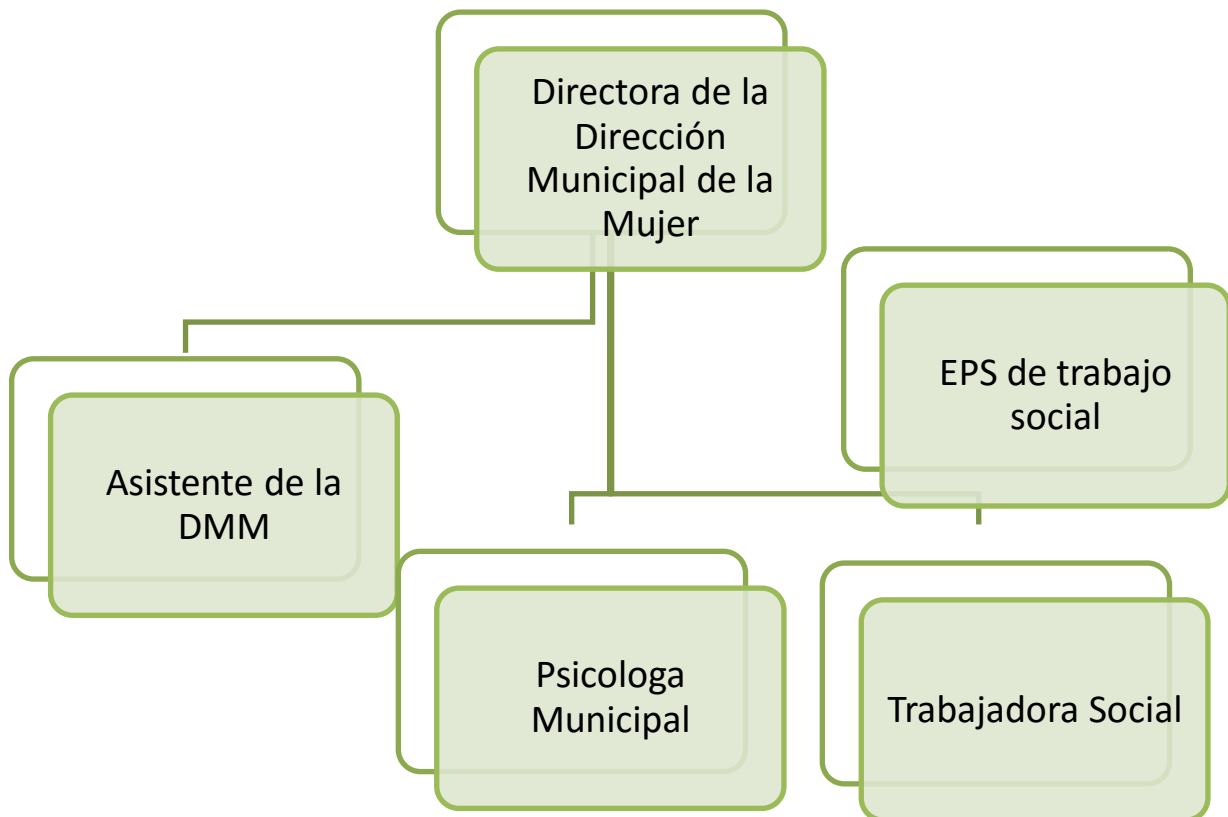 Directora de la
Dirección
Municipal de la
Mujer
EPS de trabajo
social
Asistente de la
DMM
Psicologa
Municipal
Trabajadora Social